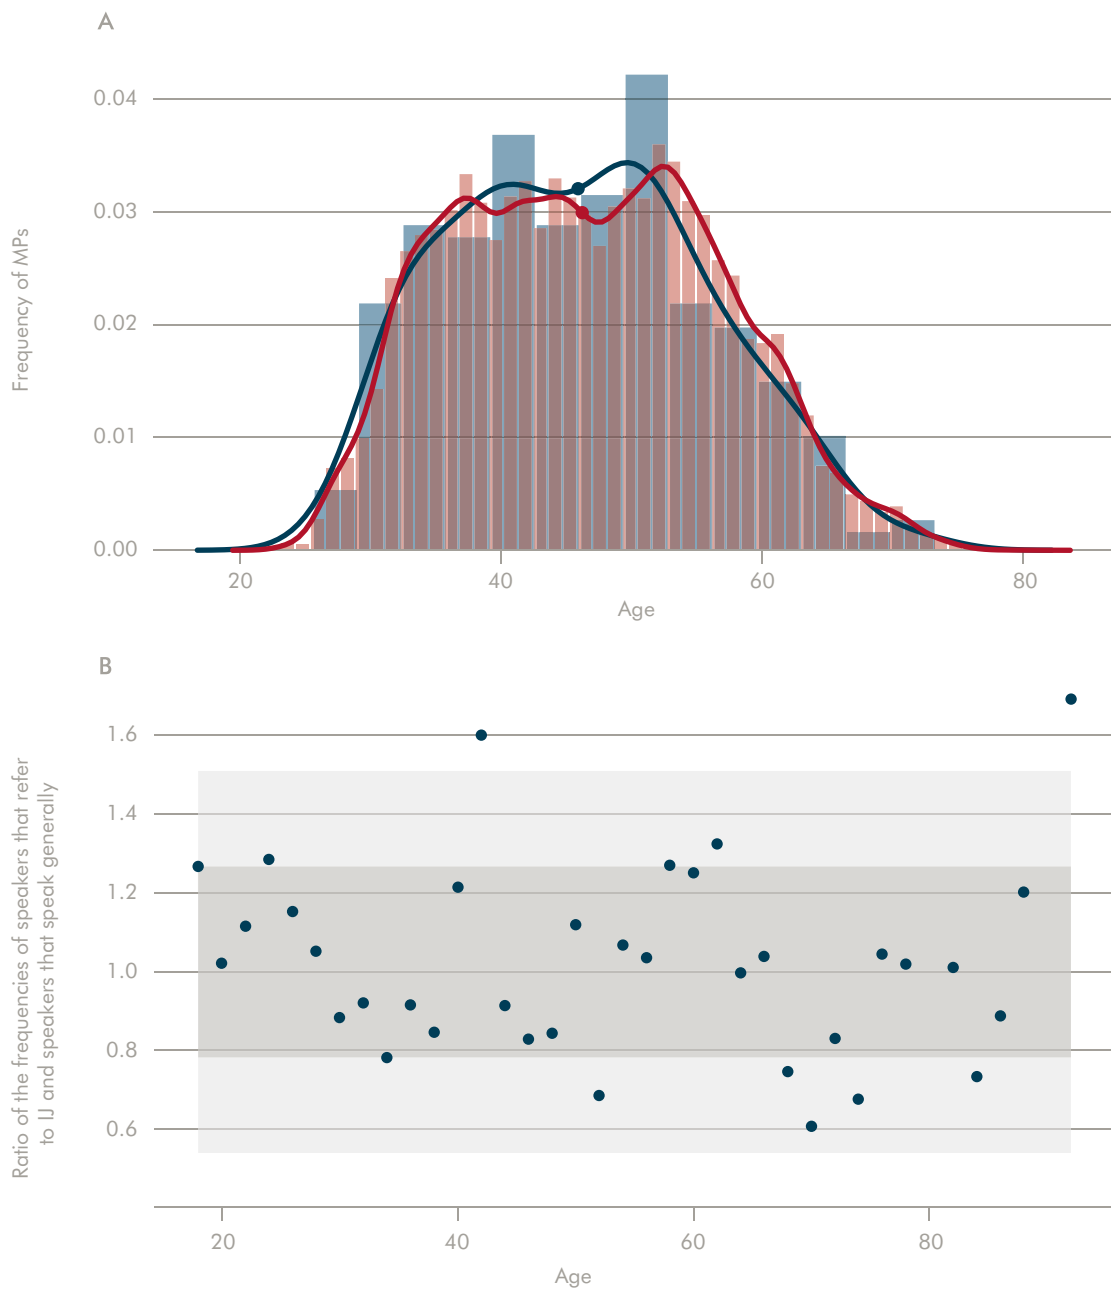 A
0.04
0.03
0.02
0.01
0.00
Frequency of MPs
20 40 60 80
Age
B
1.6
1.4
1.2
1.0
0.8
0.6
Ratio of the frequencies of speakers that refer
to IJ and speakers that speak generally
20 40 60 80
Age